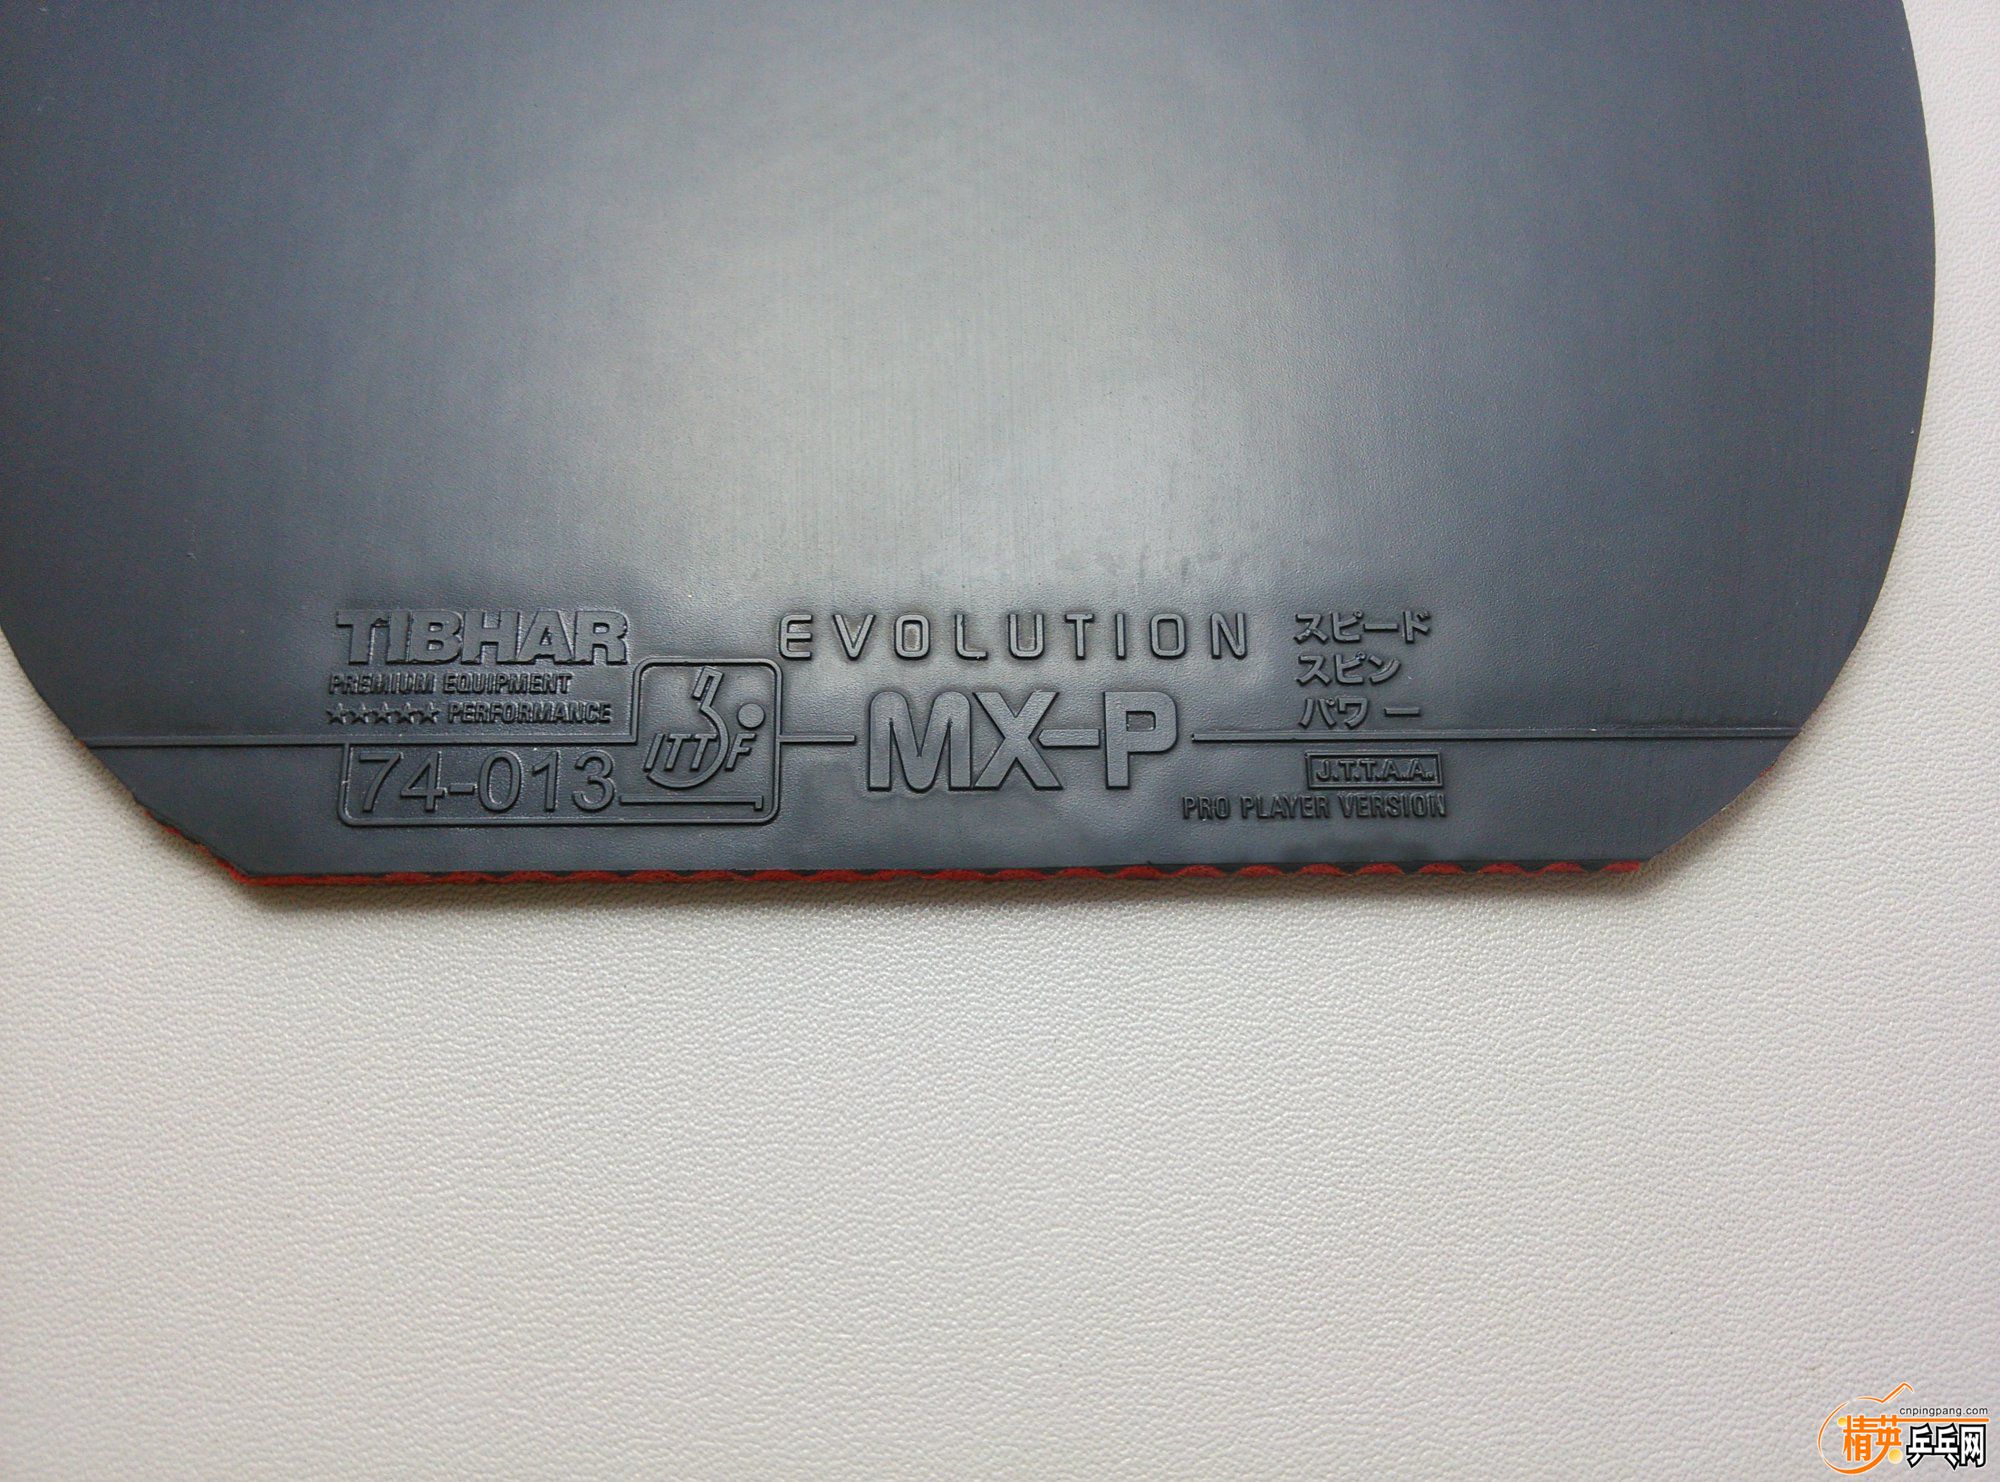 TIBHAR
PREMIUM EQUIPMENT
★★★★★ PERFORMANCE
74-013
ITTF
EVOLUTION
MX-P
スピード
スピン
パワー
J.T.T.A.A.
PRO PLAYER VERSION
cnpingpang.com
精英乒乓网